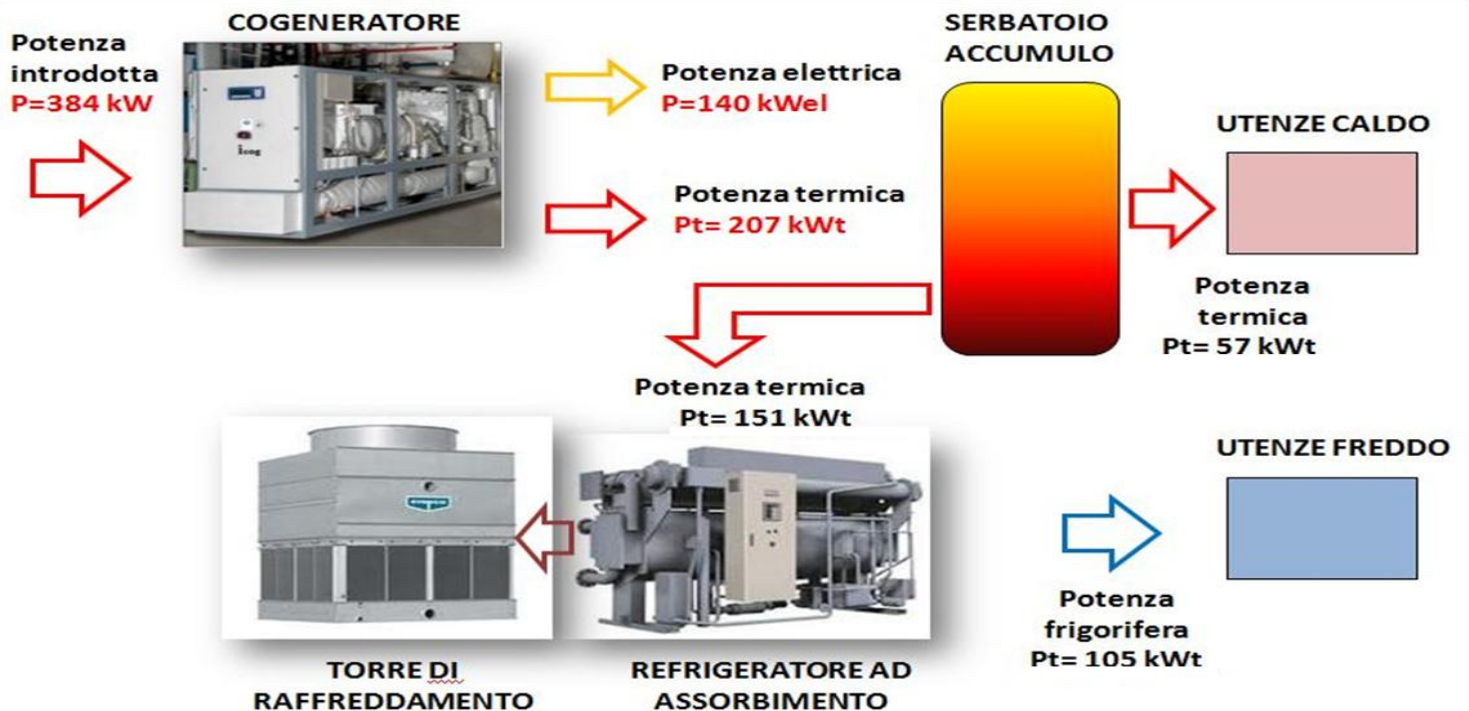 COGENERATORE
Potenza
introdotta
P=384 kW
icog
Potenza elettrica
P=140 kWel
Potenza termica
Pt= 207 kWt
SERBATOIO
ACCUMULO
UTENZE CALDO
Potenza
termica
Pt= 57 kWt
Potenza termica
Pt= 151 kWt
UTENZE FREDDO
Potenza
frigorifera
Pt= 105 kWt
TORRE DI
RAFFREDDAMENTO
REFRIGERATORE AD
ASSORBIMENTO